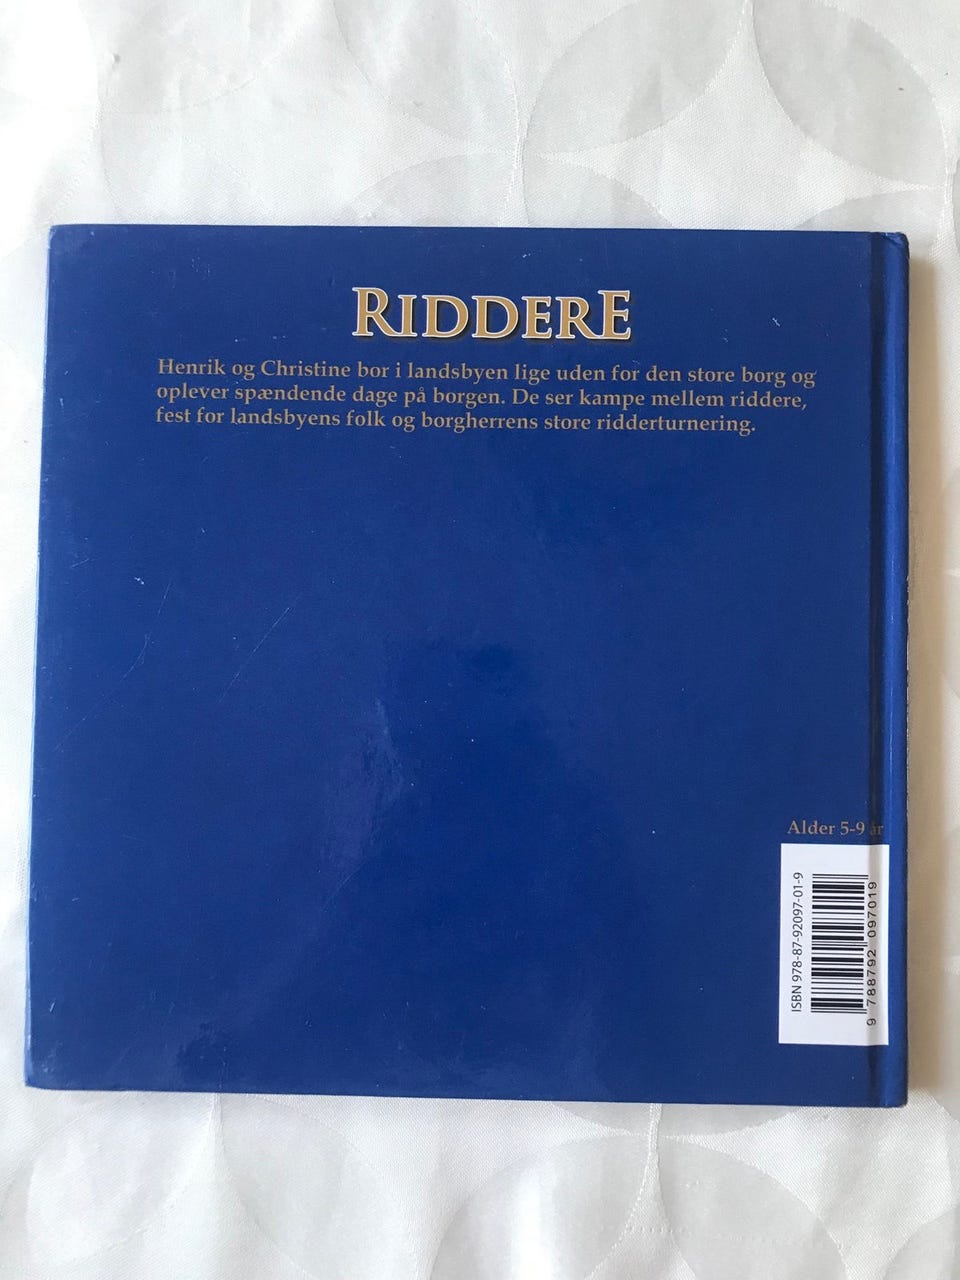 RIDDERE
Henrik og Christine bor i landsbyen lige uden for den store borg og
oplever spændende dage på borgen. De ser kampe mellem riddere,
fest for landsbyens folk og borgherrens store ridderturnering.
Alder 5-9 år
ISBN 978-87-92097-01-9
9 788792 097019